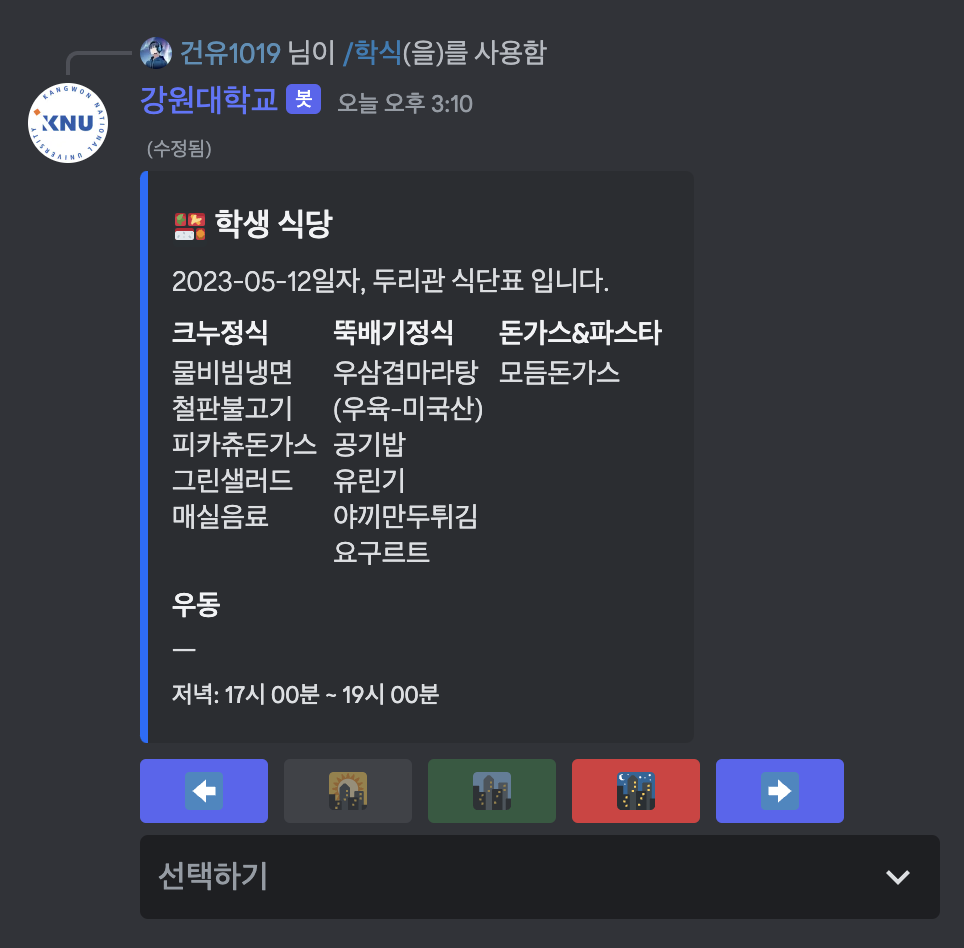 건유1019 님이 /학식(을)를 사용함
강원대학교 봇 오늘 오후 3:10
KANGWON NATIONAL UNIVERSITY
KNU
(수정됨)
학생 식당
2023-05-12일자, 두리관 식단표 입니다.
크누정식 뚝배기정식 돈가스&파스타
물비빔냉면 우삼겹마라탕 모듬돈가스
철판불고기 (우육-미국산)
피카츄돈가스 공기밥
그린샐러드 유린기
매실음료 야끼만두튀김
요구르트
우동
—
저녁: 17시 00분 ~ 19시 00분
선택하기